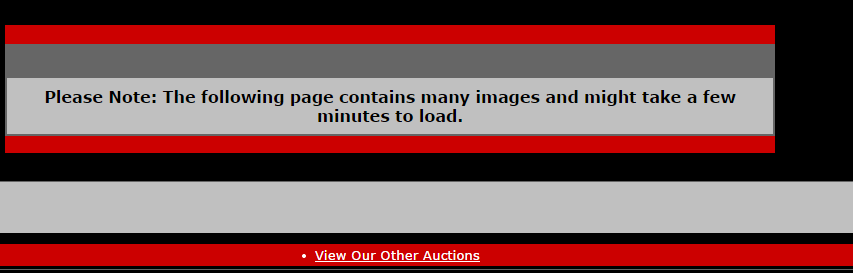 Please Note: The following page contains many images and might take a few
minutes to load.
• View Our Other Auctions